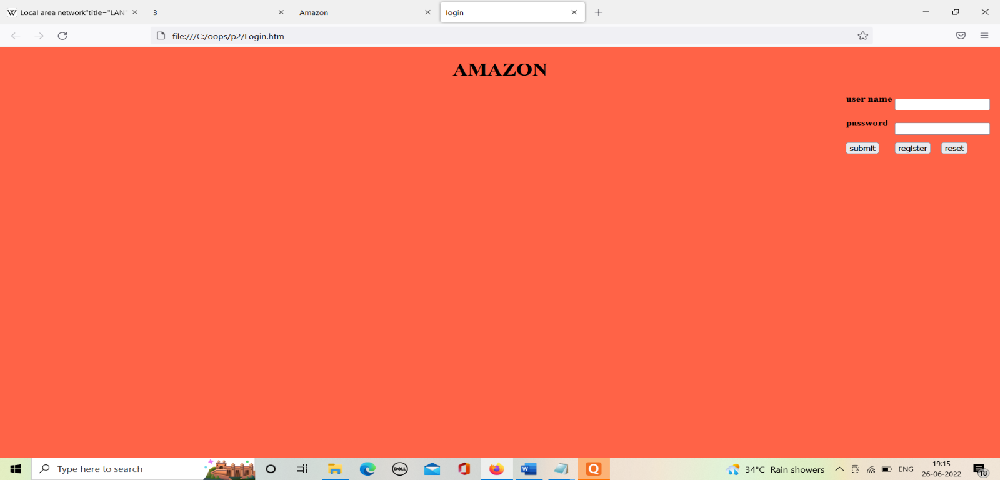 Local area network"title="LAN"
3
Amazon
login
file:///C:/oops/p2/Login.htm
AMAZON
user name
password
submit register reset
Type here to search
DELL
34°C Rain showers
ENG
19:15
26-06-2022
18